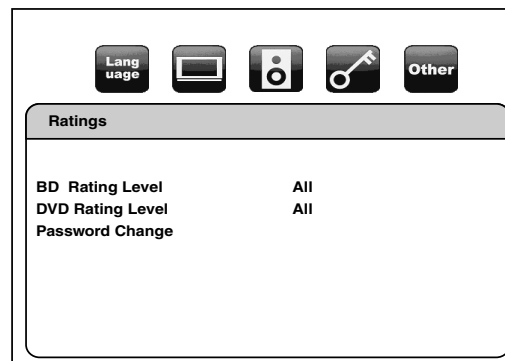 Lang
uage
Other
Ratings
BD Rating Level All
DVD Rating Level All
Password Change